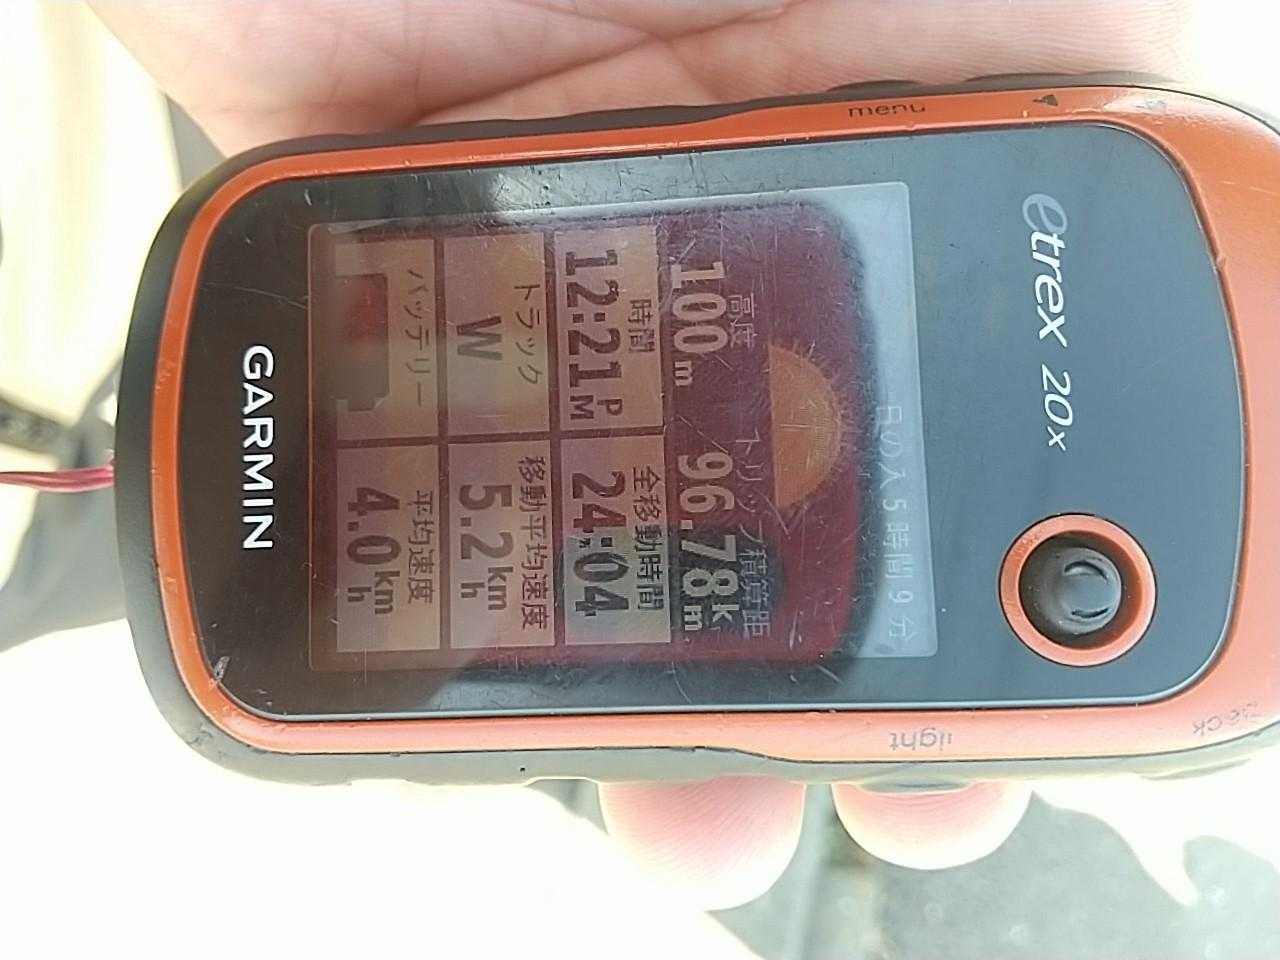 etrex 20x
menu
日の入 5 時間 9 分
高度
トリップ積算距
100m
96.78km
時間
全移動時間
12:21PM
24:04
トラック
移動平均速度
W
5.2km/h
バッテリー
平均速度
4.0km/h
light
GARMIN